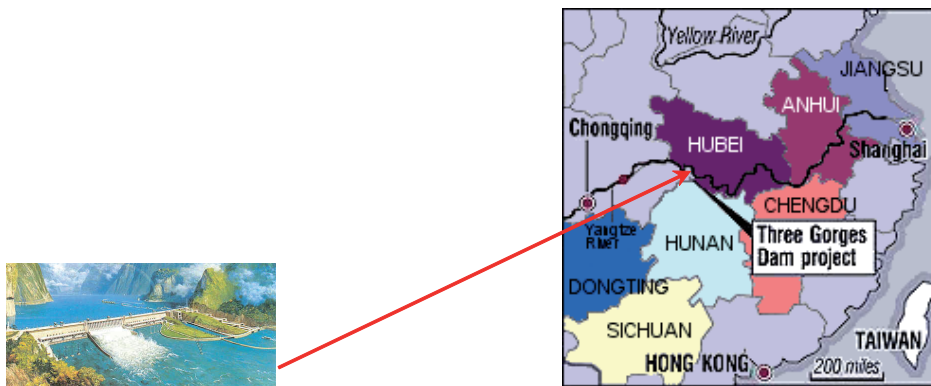 Yellow River
JIANGSU
ANHUI
Chongqing
HUBEI
Shanghai
CHENGDU
Yangtze
River
HUNAN
Three Gorges
Dam project
DONGTING
SICHUAN
TAIWAN
HONG KONG
200 miles